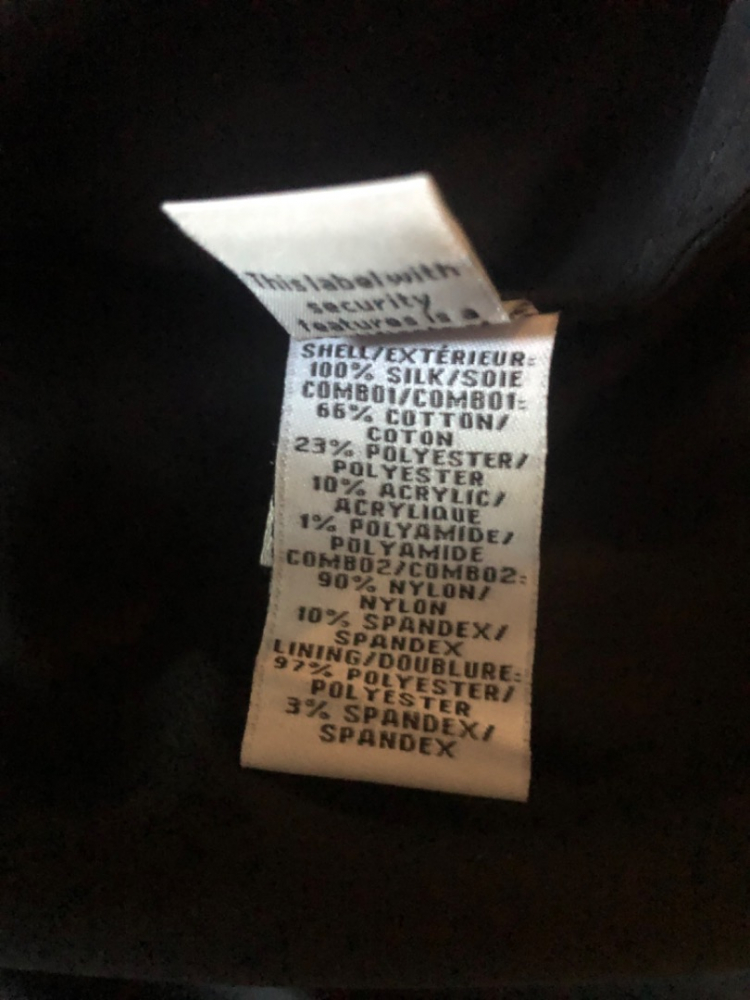 This label with
security
features is a
SHELL/EXTÉRIEUR:
100% SILK/SOIE
COMBO1/COMBO1:
66% COTTON/
COTON
23% POLYESTER/
POLYESTER
10% ACRYLIC/
ACRYLIQUE
1% POLYAMIDE/
POLYAMIDE
COMBO2/COMBO2:
90% NYLON/
NYLON
10% SPANDEX/
SPANDEX
LINING/DOUBLURE:
97% POLYESTER/
POLYESTER
3% SPANDEX/
SPANDEX